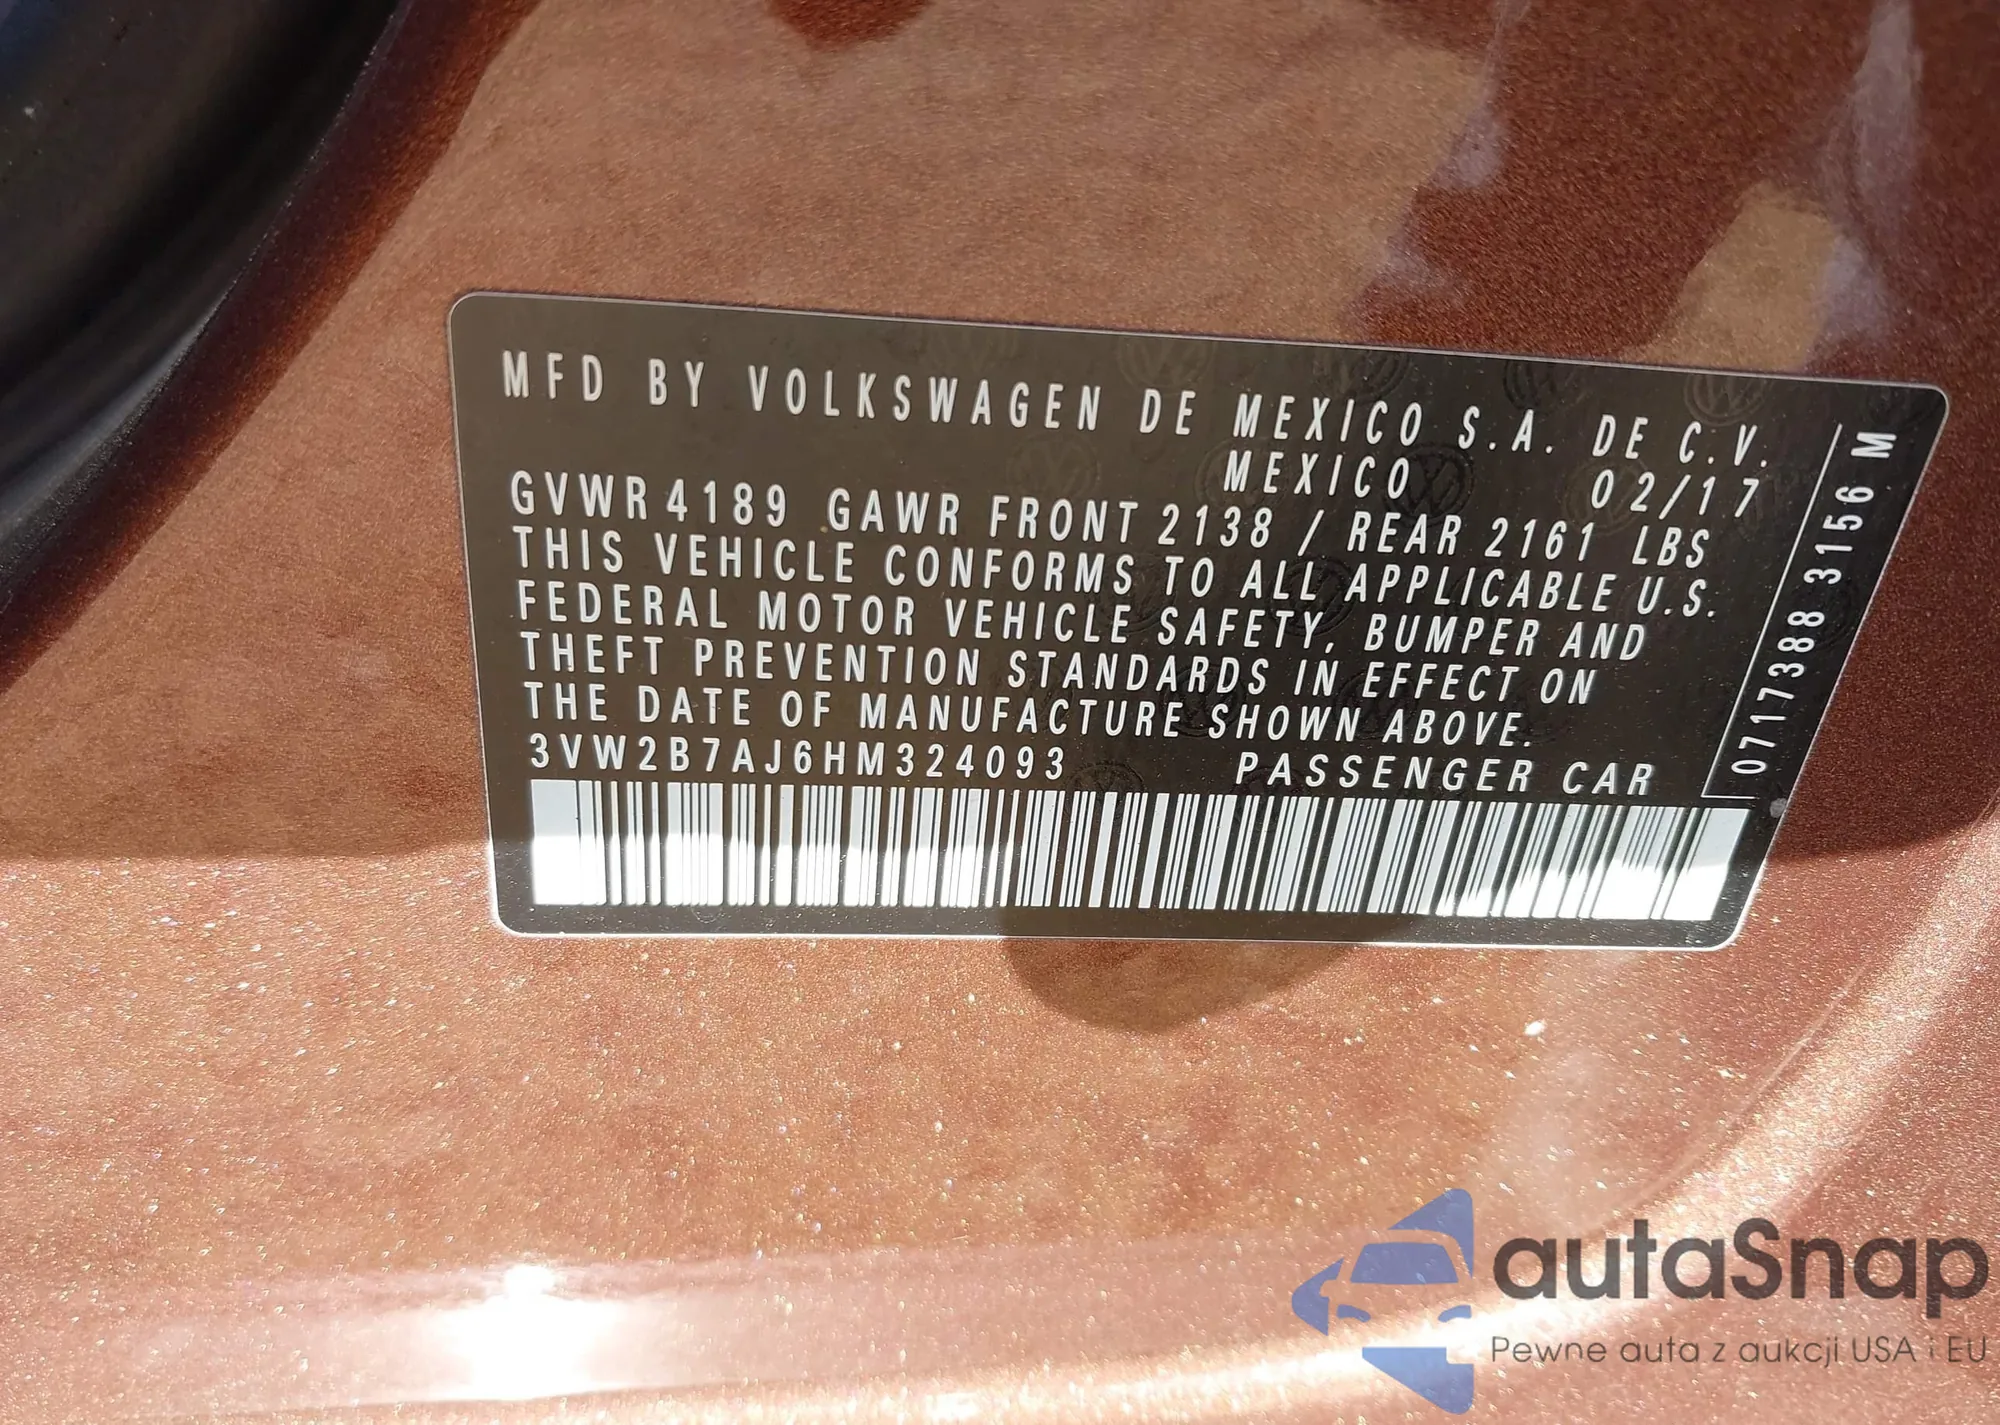 MFD BY VOLKSWAGEN DE MEXICO S.A. DE C.V.
MEXICO 02/17
GVWR 4189 GAWR FRONT 2138 / REAR 2161 LBS
THIS VEHICLE CONFORMS TO ALL APPLICABLE U.S.
FEDERAL MOTOR VEHICLE SAFETY, BUMPER AND
THEFT PREVENTION STANDARDS IN EFFECT ON
THE DATE OF MANUFACTURE SHOWN ABOVE.
3VW2B7AJ6HM324093 PASSENGER CAR
0717388 3156 M
autaSnap
Pewne auta z aukcji USA i EU